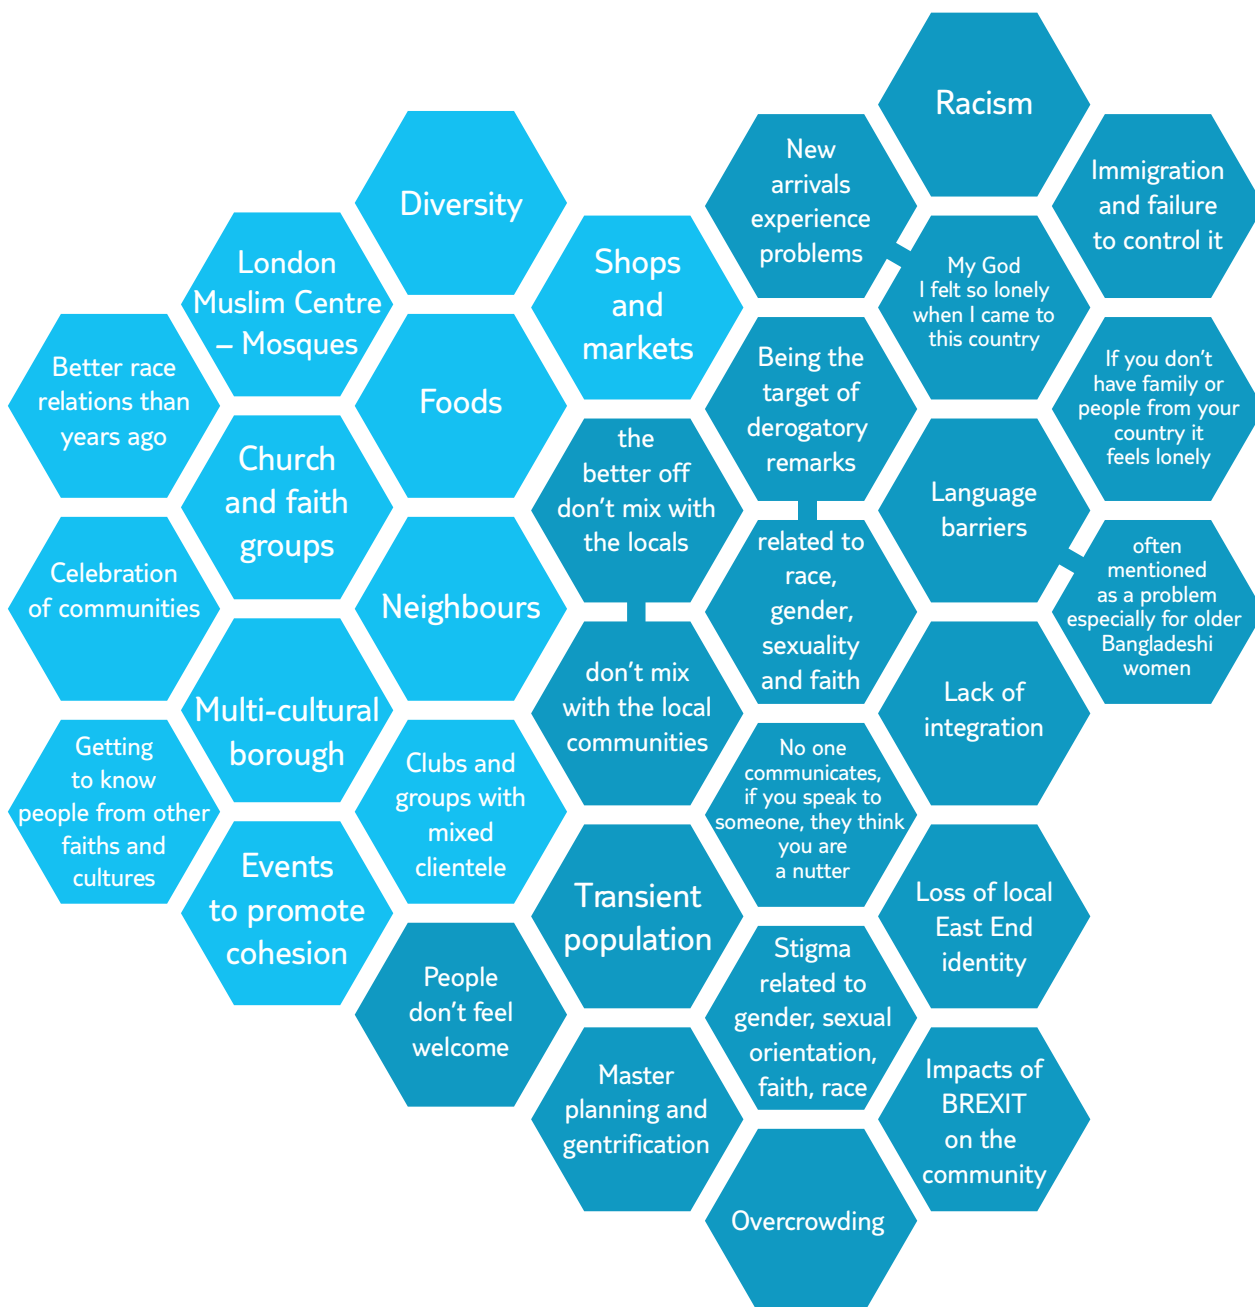 Racism
New
arrivals
experience
problems
Immigration
and failure
to control it
Diversity
London
Muslim Centre
– Mosques
Shops
and
markets
My God
I felt so lonely
when I came to
this country
Better race
relations than
years ago
Foods
Being the
target of
derogatory
remarks
If you don't
have family or
people from your
country it
feels lonely
Church
and faith
groups
the
better off
don't mix with
the locals
Language
barriers
Celebration
of communities
Neighbours
related to
race,
gender,
sexuality
and faith
often
mentioned
as a problem
especially for older
Bangladeshi
women
Multi-cultural
borough
don't mix
with the local
communities
Lack of
integration
Getting
to know
people from other
faiths and
cultures
Clubs and
groups with
mixed
clientele
No one
communicates,
if you speak to
someone, they think
you are
a nutter
Events
to promote
cohesion
Transient
population
Loss of local
East End
identity
People
don't feel
welcome
Stigma
related to
gender, sexual
orientation,
faith, race
Master
planning and
gentrification
Impacts of
BREXIT
on the
community
Overcrowding